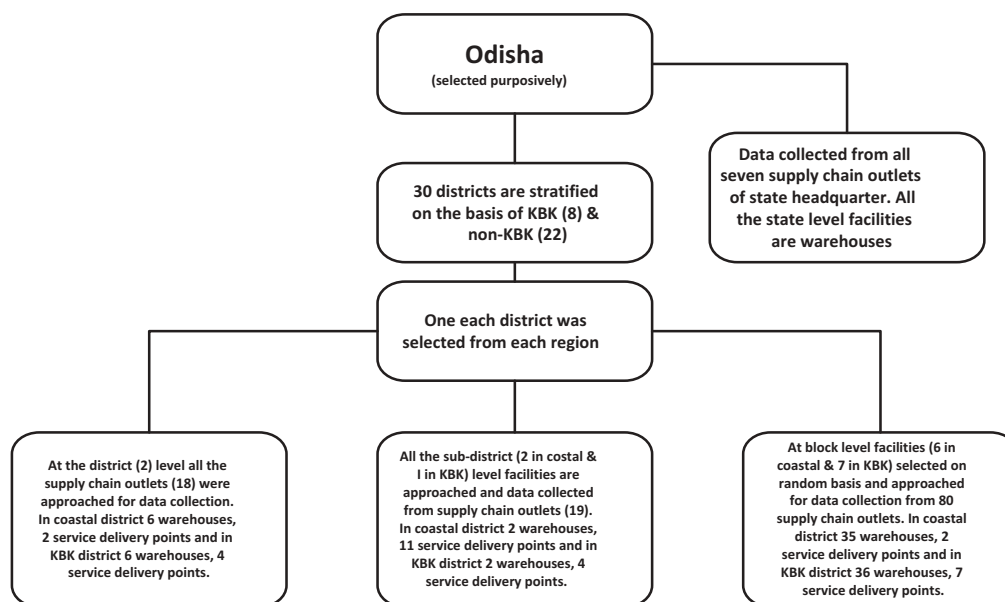 Odisha
(selected purposively)
Data collected from all
seven supply chain outlets
of state headquarter. All
the state level facilities
are warehouses
30 districts are stratified
on the basis of KBK (8) &
non-KBK (22)
One each district was
selected from each region
At the district (2) level all the
supply chain outlets (18) were
approached for data collection.
In coastal district 6 warehouses,
2 service delivery points and in
KBK district 6 warehouses, 4
service delivery points.
All the sub-district (2 in costal &
I in KBK) level facilities are
approached and data collected
from supply chain outlets (19).
In coastal district 2 warehouses,
11 service delivery points and in
KBK district 2 warehouses, 4
service delivery points.
At block level facilities (6 in
coastal & 7 in KBK) selected on
random basis and approached
for data collection from 80
supply chain outlets. In coastal
district 35 warehouses, 2
service delivery points and in
KBK district 36 warehouses, 7
service delivery points.